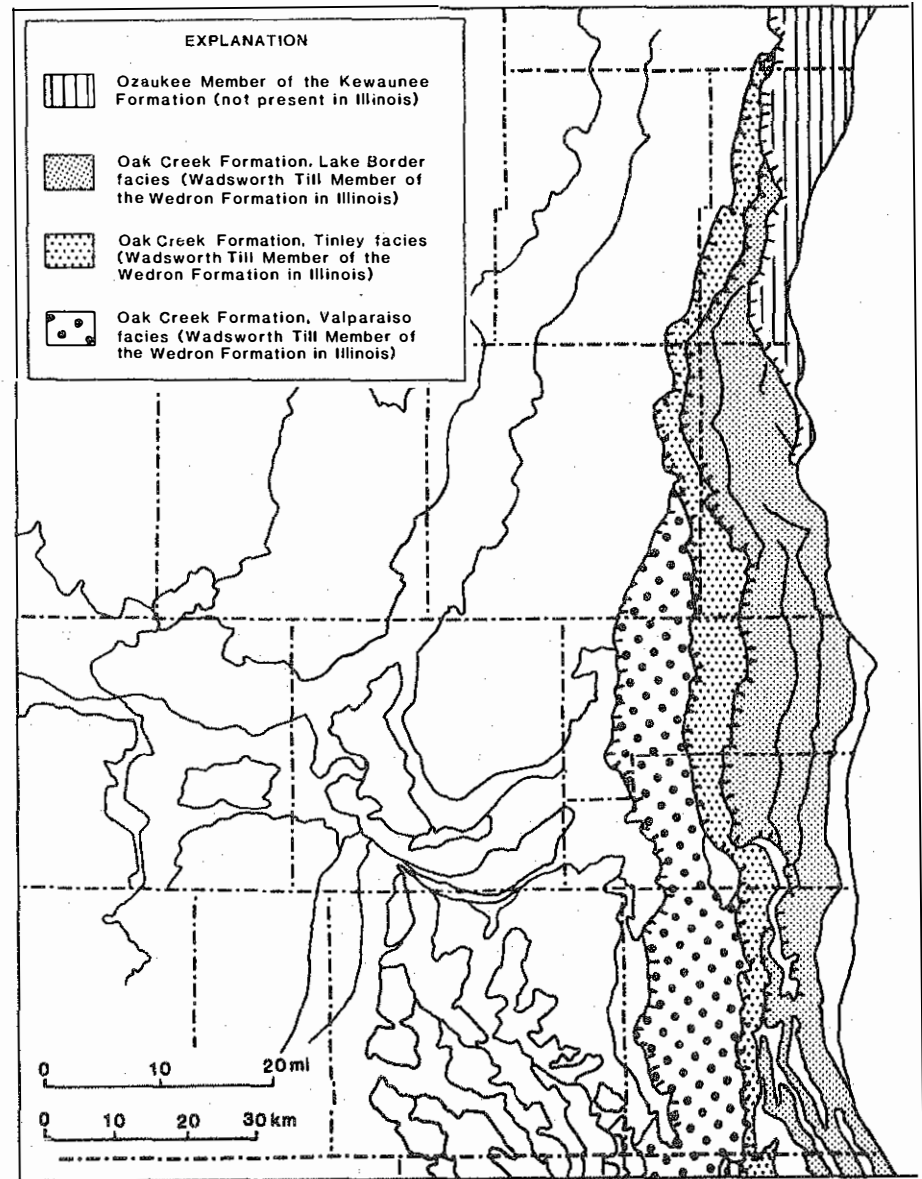 EXPLANATION
Ozaukee Member of the Kewaunee
Formation (not present in Illinois)
Oak Creek Formation, Lake Border
facies (Wadsworth Till Member of
the Wedron Formation in Illinois)
Oak Creek Formation, Tinley facies
(Wadsworth Till Member of the
Wedron Formation in Illinois)
Oak Creek Formation, Valparaiso
facies (Wadsworth Till Member of
the Wedron Formation in Illinois)
0 10 20 mi
0 10 20 30 km